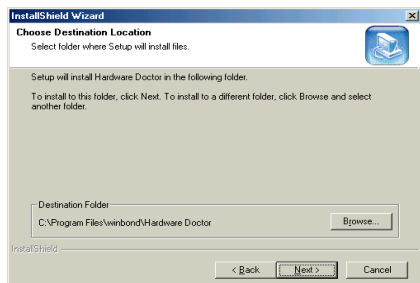 InstallShield Wizard
Choose Destination Location
Select folder where Setup will install files.
Setup will install Hardware Doctor in the following folder.
To install to this folder, click Next. To install to a different folder, click Browse and select
another folder.
Destination Folder
C:\Program Files\winbond\Hardware Doctor
Browse...
InstallShield
< Back
Next >
Cancel